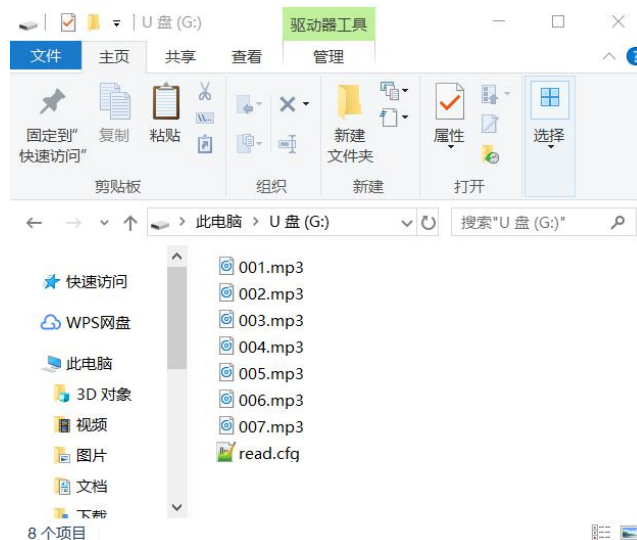 U 盘 (G:)
驱动器工具
文件
主页
共享
查看
管理
固定到"
快速访问"
复制
粘贴
新建
文件夹
属性
选择
剪贴板
组织
新建
打开
此电脑
U 盘 (G:)
搜索"U 盘 (G:)"
快速访问
WPS网盘
此电脑
3D 对象
视频
图片
文档
下载
001.mp3
002.mp3
003.mp3
004.mp3
005.mp3
006.mp3
007.mp3
read.cfg
8 个项目